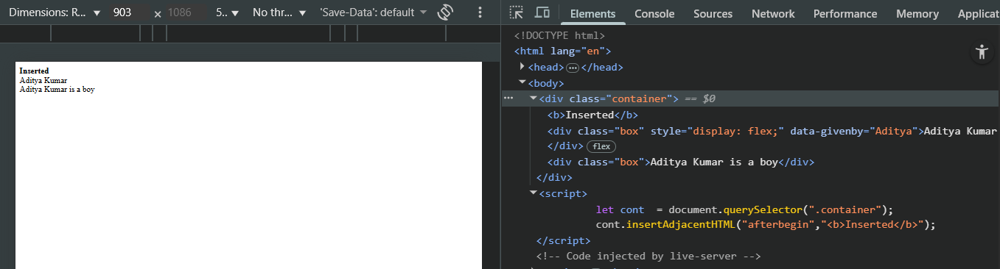 Dimensions: R... ▼ 903 × 1086 5... ▼ No thr... ▼ 'Save-Data': default ▼
Elements Console Sources Network Performance Memory Applicat
Inserted
Aditya Kumar
Aditya Kumar is a boy
<!DOCTYPE html>
<html lang="en">
<head>…</head>
<body>
<div class="container"> == $0
<b>Inserted</b>
<div class="box" style="display: flex;" data-givenby="Aditya">Aditya Kumar
</div> flex
<div class="box">Aditya Kumar is a boy</div>
</div>
<script>
let cont  = document.querySelector(".container");
cont.insertAdjacentHTML("afterbegin","<b>Inserted</b>");
</script>
<!-- Code injected by live-server -->